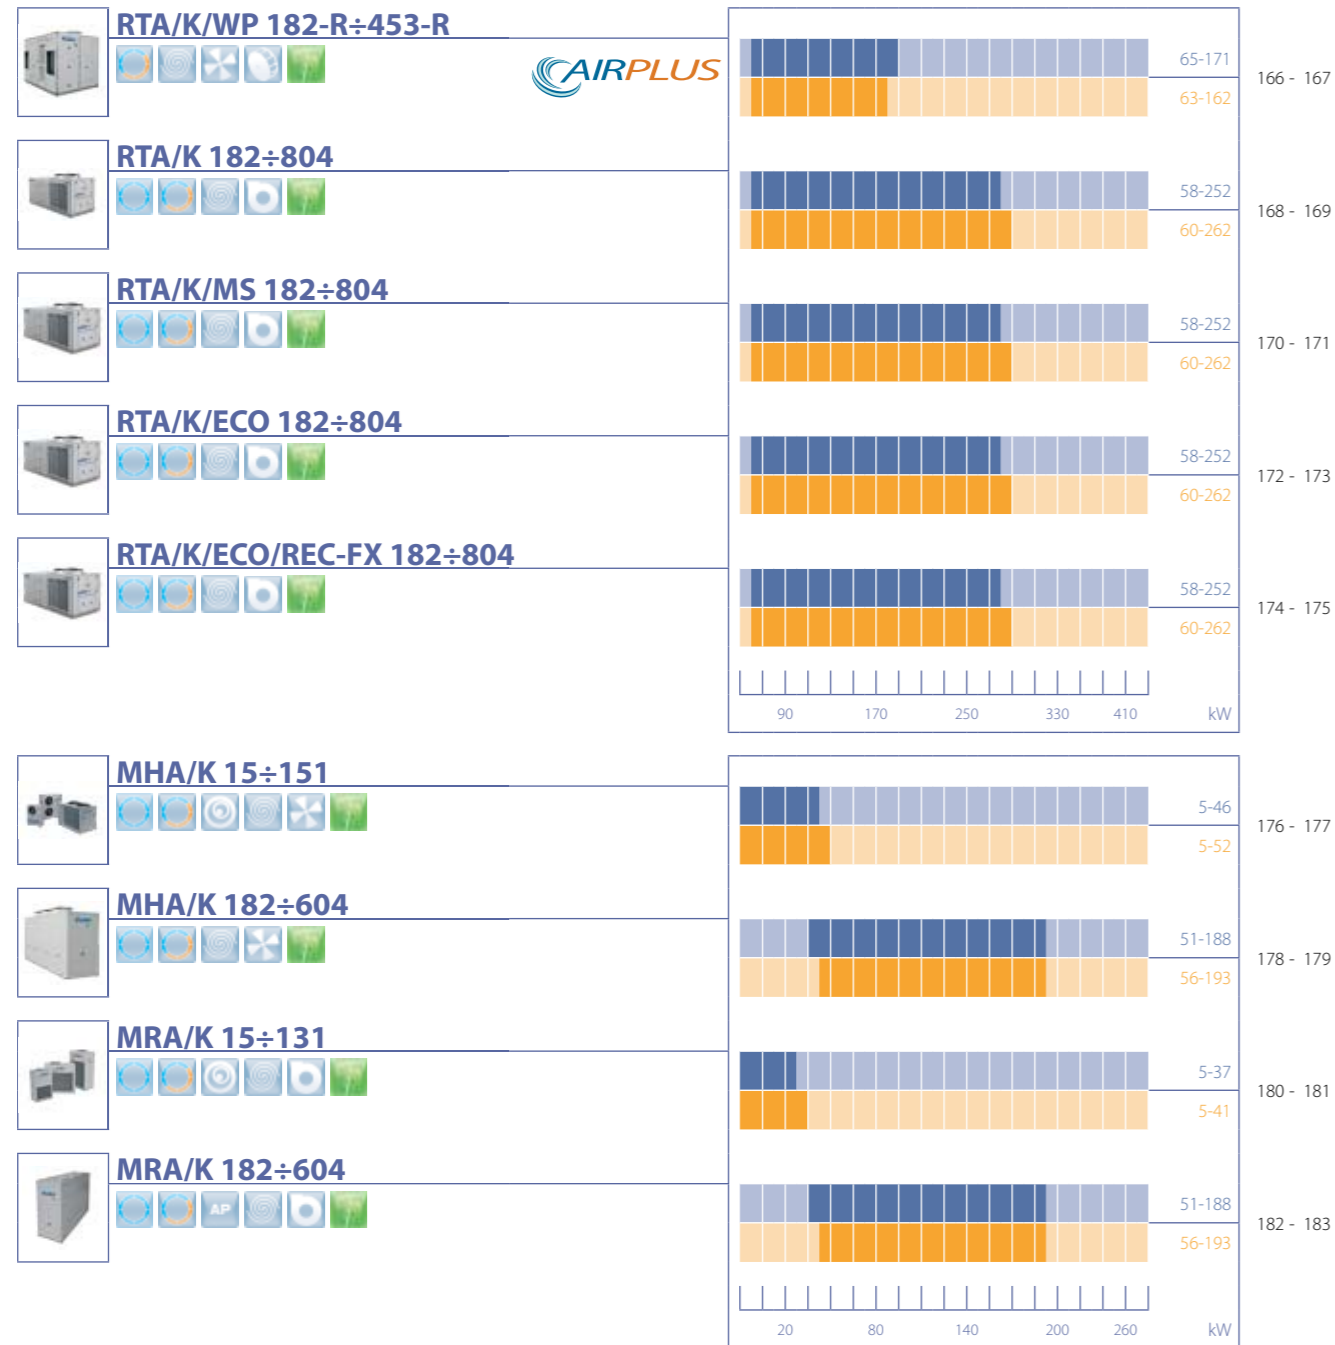 RTA/K/WP 182-R÷453-R
AIRPLUS
65-171
63-162
166 - 167
RTA/K 182÷804
58-252
60-262
168 - 169
RTA/K/MS 182÷804
58-252
60-262
170 - 171
RTA/K/ECO 182÷804
58-252
60-262
172 - 173
RTA/K/ECO/REC-FX 182÷804
58-252
60-262
174 - 175
90 170 250 330 410 kW
MHA/K 15÷151
5-46
5-52
176 - 177
MHA/K 182÷604
51-188
56-193
178 - 179
MRA/K 15÷131
5-37
5-41
180 - 181
MRA/K 182÷604
AP
51-188
56-193
182 - 183
20 80 140 200 260 kW